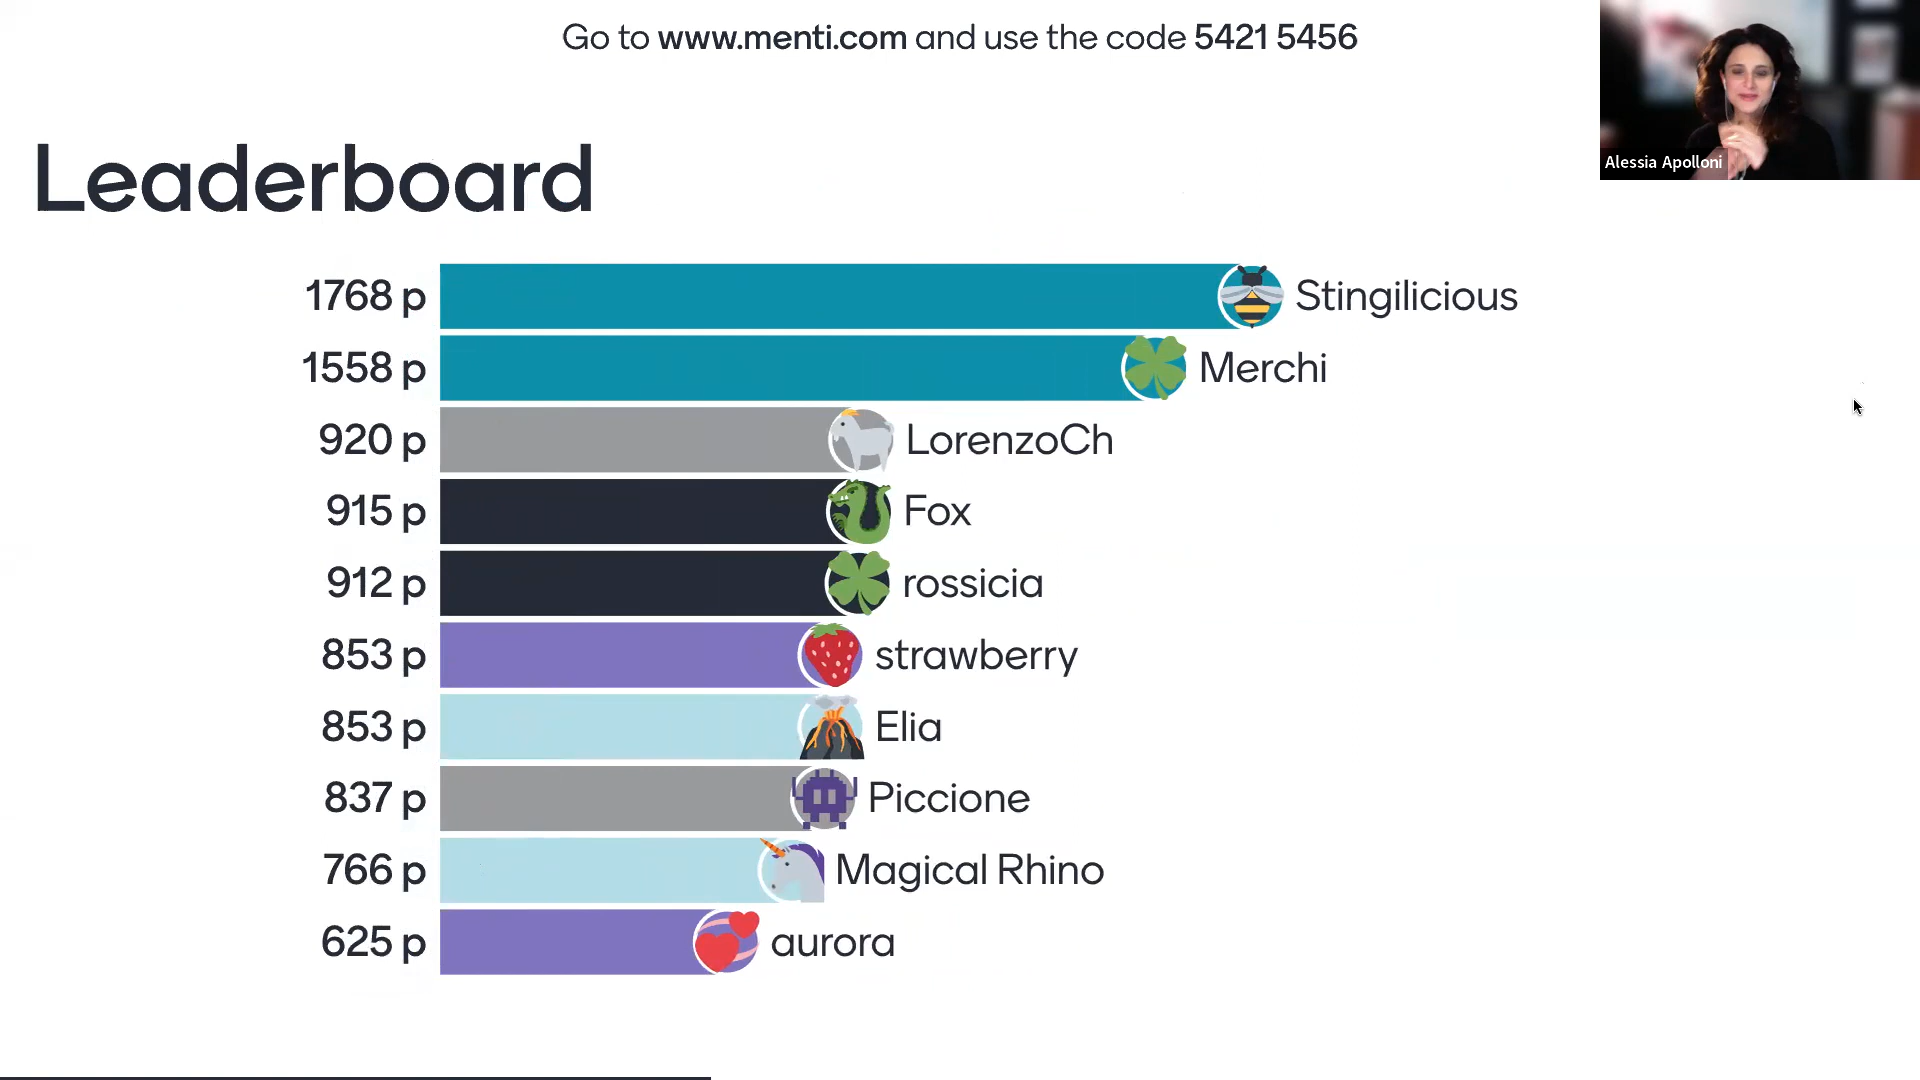 Go to www.menti.com and use the code 5421 5456
Alessia Apolloni
Leaderboard
1768 p Stingilicious
1558 p Merchi
920 p LorenzoCh
915 p Fox
912 p rossicia
853 p strawberry
853 p Elia
837 p Piccione
766 p Magical Rhino
625 p aurora